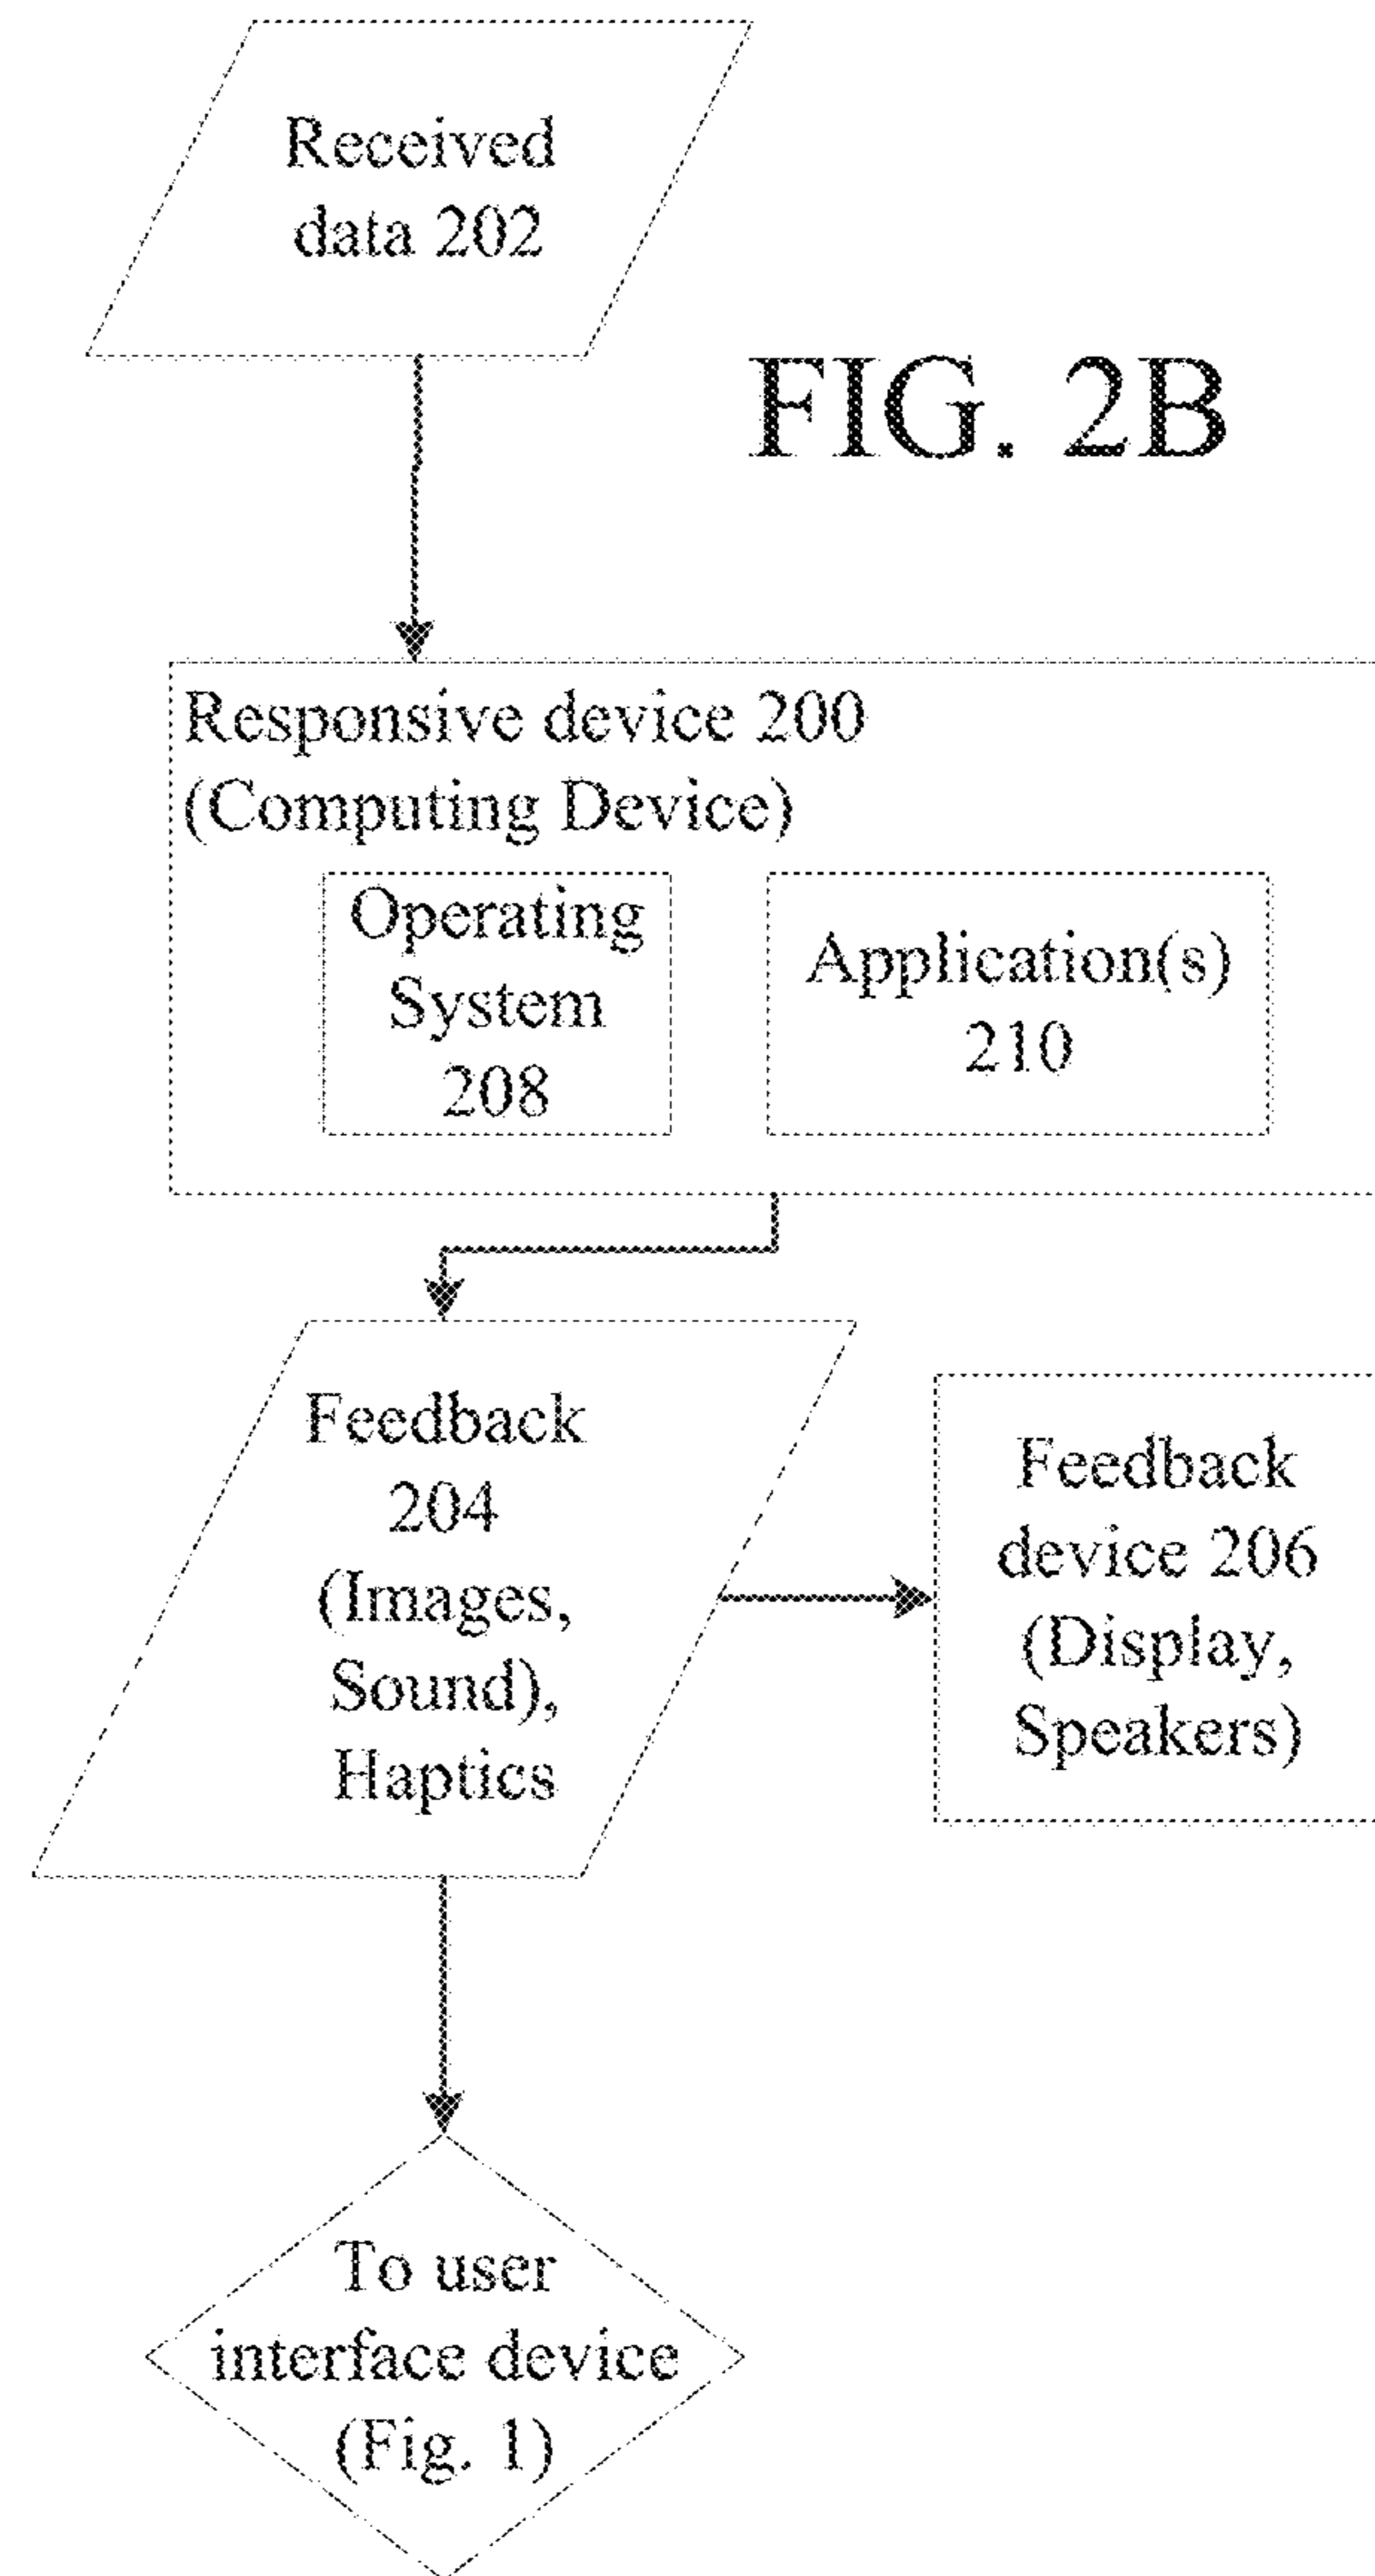 Received
data 202
FIG. 2B
Responsive device 200
(Computing Device)
Operating
System
208
Application(s)
210
Feedback
204
(Images,
Sound),
Haptics
Feedback
device 206
(Display,
Speakers)
To user
interface device
(Fig. 1)